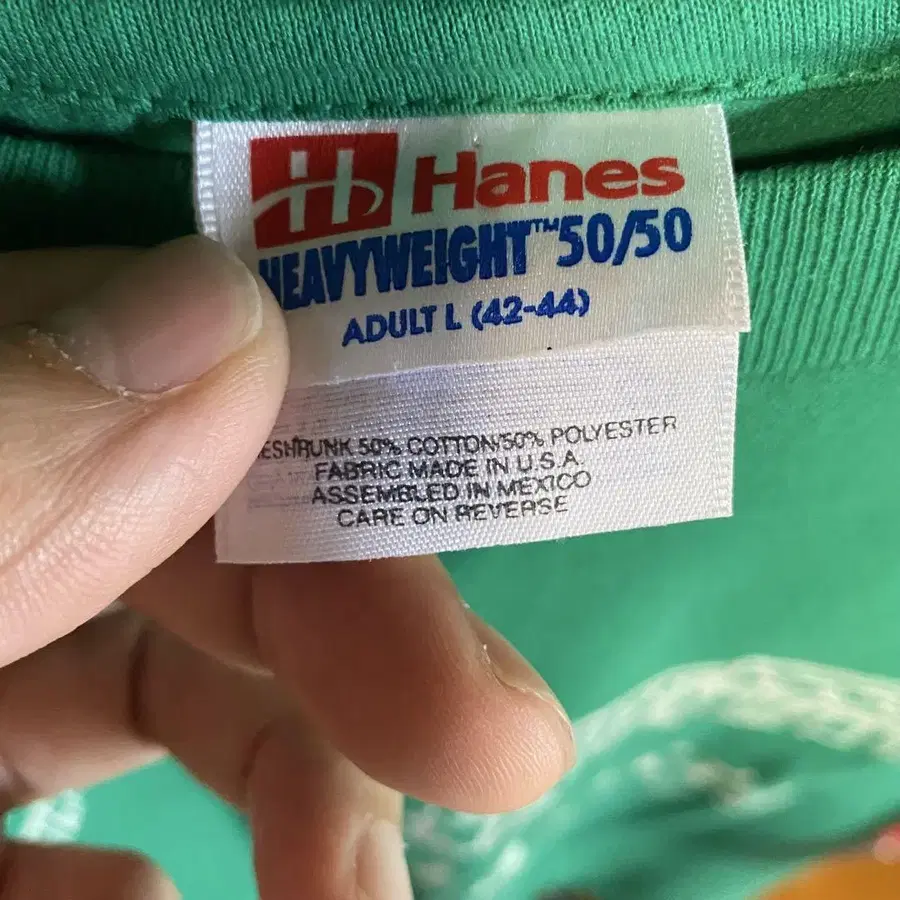 Hanes
HEAVYWEIGHT™ 50/50
ADULT L (42-44)
ESHRUNK 50% COTTON/50% POLYESTER
FABRIC MADE IN U.S.A.
ASSEMBLED IN MEXICO
CARE ON REVERSE